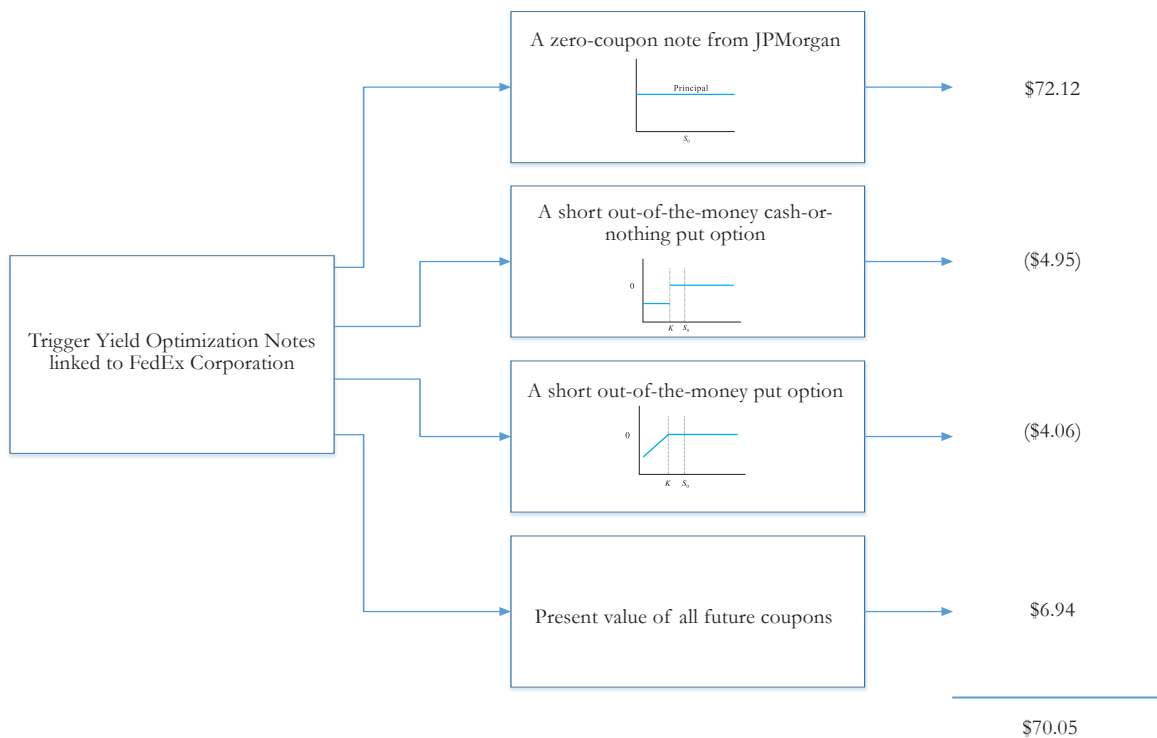 A zero-coupon note from JPMorgan
Principal
S0
$72.12
A short out-of-the-money cash-or-
nothing put option
0
K
S0
($4.95)
Trigger Yield Optimization Notes
linked to FedEx Corporation
A short out-of-the-money put option
0
K
S0
($4.06)
Present value of all future coupons
$6.94
$70.05